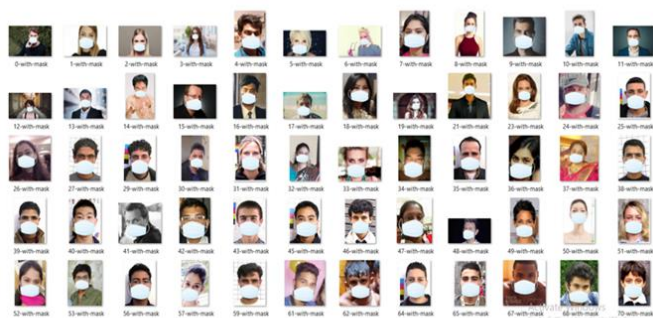 0-with-mask 1-with-mask 2-with-mask 3-with-mask 4-with-mask 5-with-mask 6-with-mask 7-with-mask 8-with-mask 9-with-mask 10-with-mask 11-with-mask
12-with-mask 13-with-mask 14-with-mask 15-with-mask 16-with-mask 17-with-mask 18-with-mask 19-with-mask 21-with-mask 23-with-mask 24-with-mask 25-with-mask
26-with-mask 27-with-mask 29-with-mask 30-with-mask 31-with-mask 32-with-mask 33-with-mask 34-with-mask 35-with-mask 36-with-mask 37-with-mask 38-with-mask
39-with-mask 40-with-mask 41-with-mask 42-with-mask 43-with-mask 45-with-mask 46-with-mask 47-with-mask 48-with-mask 49-with-mask 50-with-mask 51-with-mask
Activate Windows
52-with-mask 53-with-mask 56-with-mask 57-with-mask 59-with-mask 61-with-mask 62-with-mask 64-with-mask 65-with-mask 67-with-mask 68-with-mask 70-with-mask